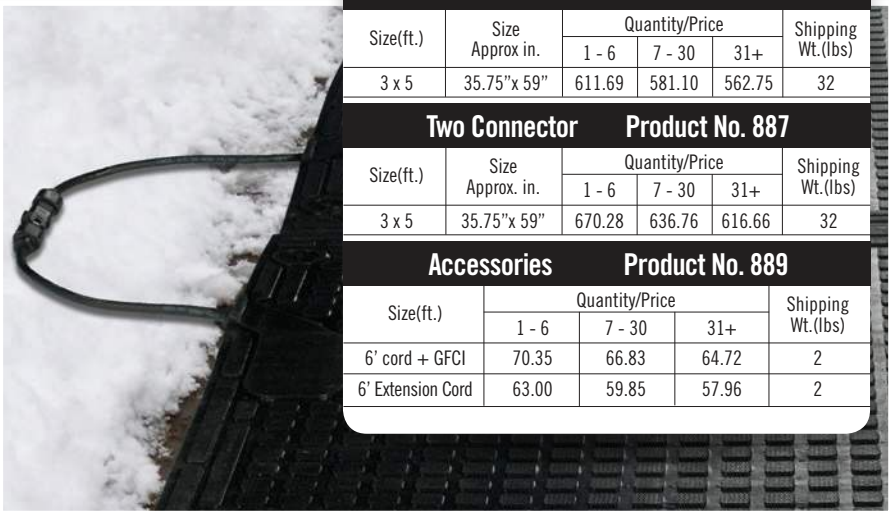 Size(ft.) Size Approx in. Quantity/Price Shipping Wt.(lbs)
1 - 6 7 - 30 31+
3 x 5 35.75”x 59” 611.69 581.10 562.75 32
Two Connector Product No. 887
Size(ft.) Size Approx. in. Quantity/Price Shipping Wt.(lbs)
1 - 6 7 - 30 31+
3 x 5 35.75”x 59” 670.28 636.76 616.66 32
Accessories Product No. 889
Size(ft.) Quantity/Price Shipping Wt.(lbs)
1 - 6 7 - 30 31+
6’ cord + GFCI 70.35 66.83 64.72 2
6’ Extension Cord 63.00 59.85 57.96 2